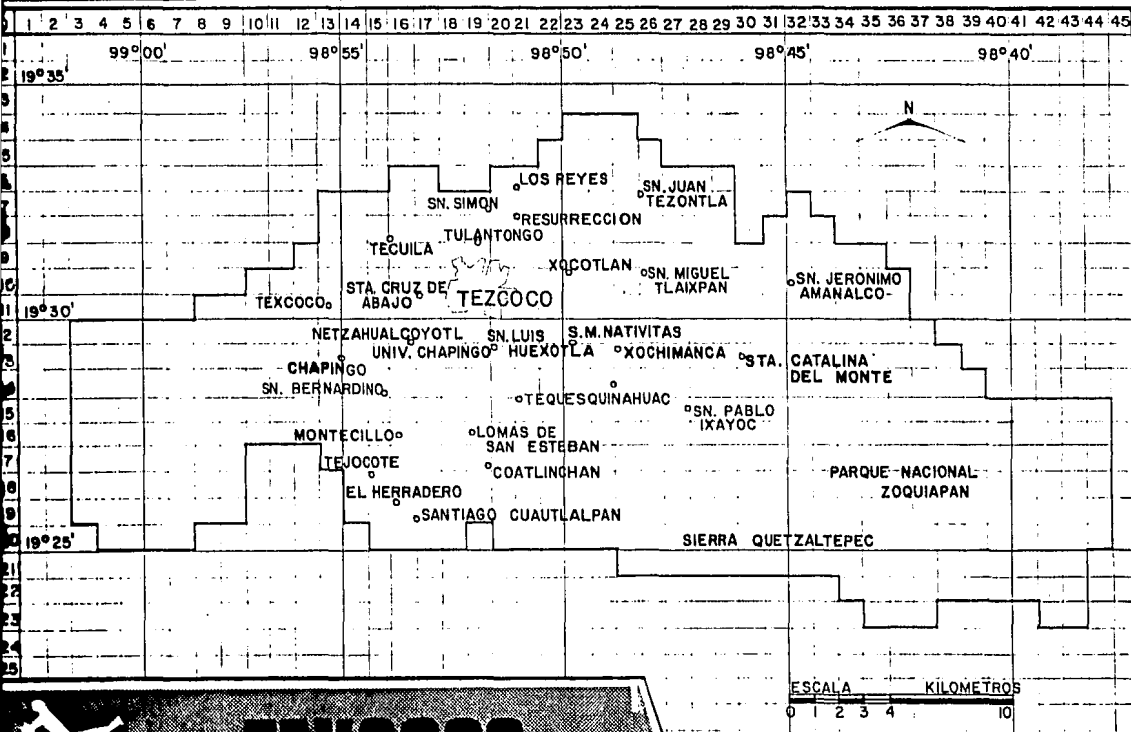 0 1 2 3 4 5 6 7 8 9 10 11 12 13 14 15 16 17 18 19 20 21 22 23 24 25 26 27 28 29 30 31 32 33 34 35 36 37 38 39 40 41 42 43 44 45
99°00' 98°55' 98°50' 98°45' 98°40'
19°35'
N
LOS REYES
SN. JUAN
TEZONTLA
SN. SIMON
RESURRECCION
TULANTONGO
TECUILA
XOCOTLAN
SN. MIGUEL
TLAIXPAN
SN. JERONIMO
AMANALCO
STA. CRUZ DE
ABAJO
TEZCOCO
TEXCOCO
19°30'
NETZAHUALCOYOTL
SN. LUIS
HUEXOTLA
S.M. NATIVITAS
UNIV. CHAPINGO
XOCHIMANCA
STA. CATALINA
DEL MONTE
CHAPINGO
SN. BERNARDINO
TEQUESQUINAHUAC
SN. PABLO
IXAYOC
MONTECILLO
LOMAS DE
SAN ESTEBAN
TEJOCOTE
COATLINCHAN
PARQUE NACIONAL
ZOQUIAPAN
EL HERRADERO
SANTIAGO CUAUTLALPAN
19°25'
SIERRA QUETZALTEPEC
21
22
23
24
25
ESCALA KILOMETROS
0 1 2 3 4 10